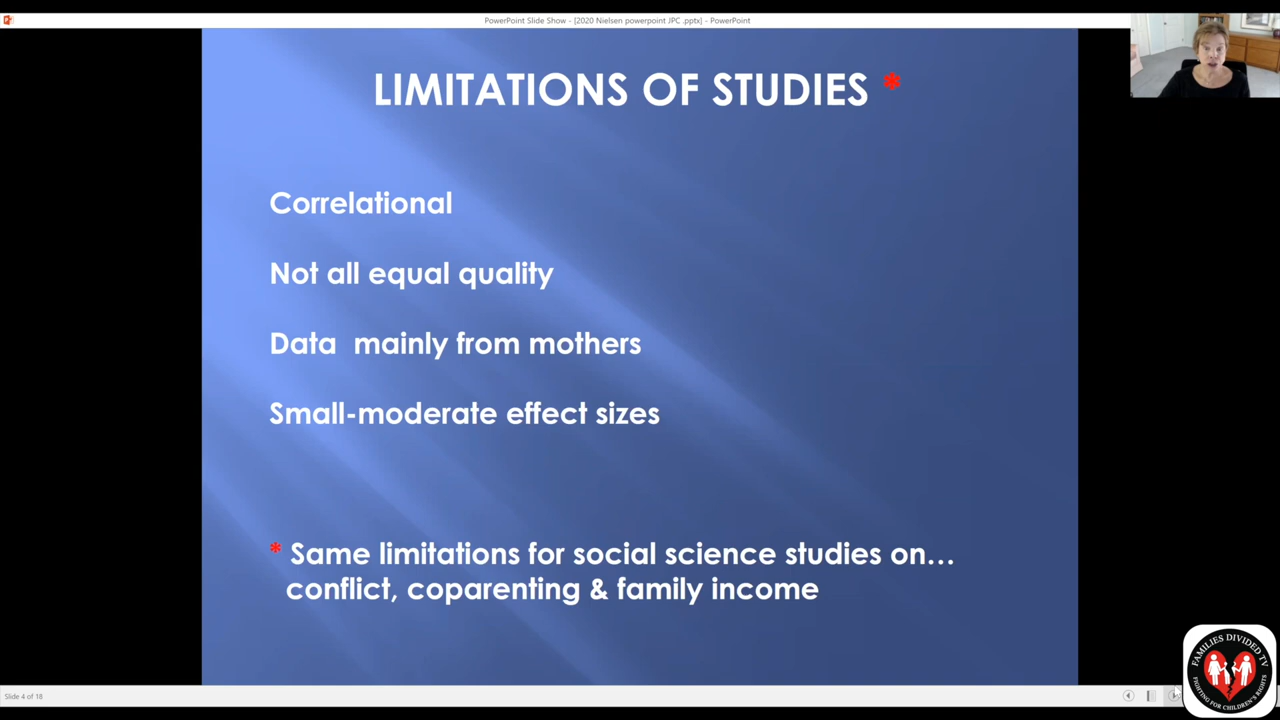 PowerPoint Slide Show - [2020 Nielsen powerpoint JPC .pptx] - PowerPoint
LIMITATIONS OF STUDIES *
Correlational
Not all equal quality
Data mainly from mothers
Small-moderate effect sizes
* Same limitations for social science studies on…
conflict, coparenting & family income
Slide 4 of 18
FAMILIES DIVIDED TV
FIGHTING FOR CHILDREN'S RIGHTS